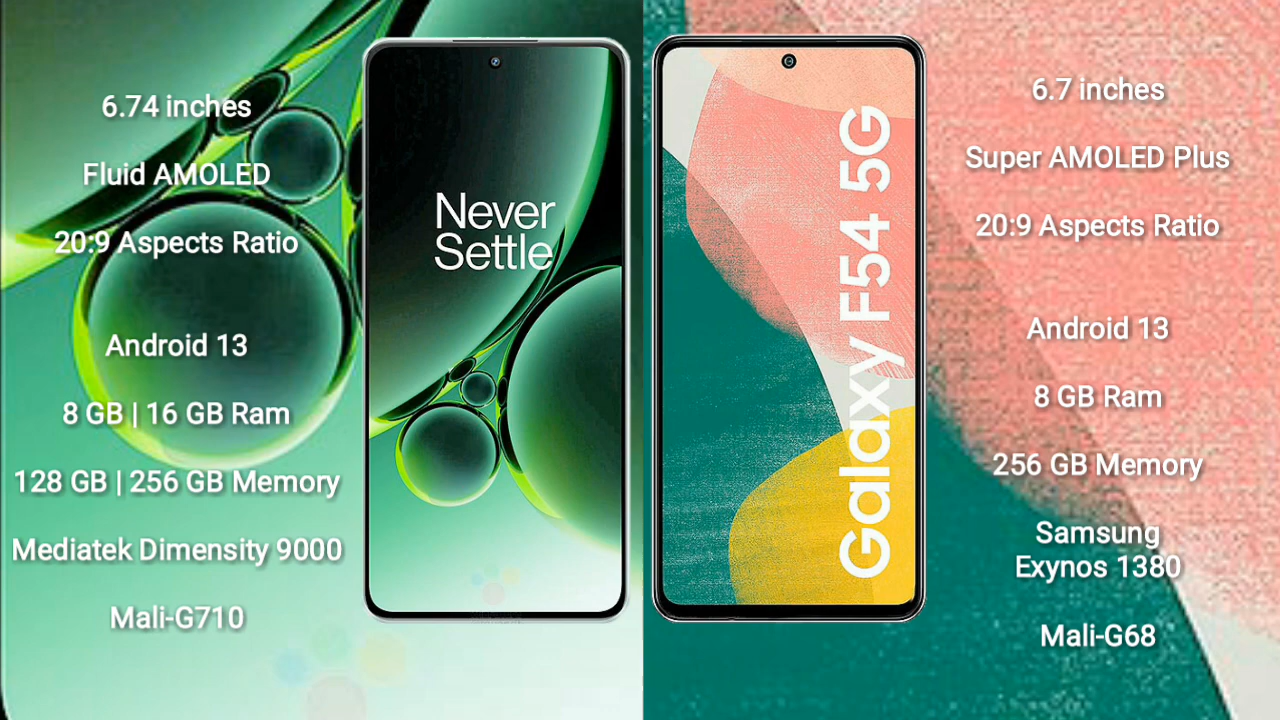 6.74 inches
Fluid AMOLED
20:9 Aspects Ratio
Android 13
8 GB | 16 GB Ram
128 GB | 256 GB Memory
Mediatek Dimensity 9000
Mali-G710
Never
Settle
Galaxy F54 5G
6.7 inches
Super AMOLED Plus
20:9 Aspects Ratio
Android 13
8 GB Ram
256 GB Memory
Samsung
Exynos 1380
Mali-G68